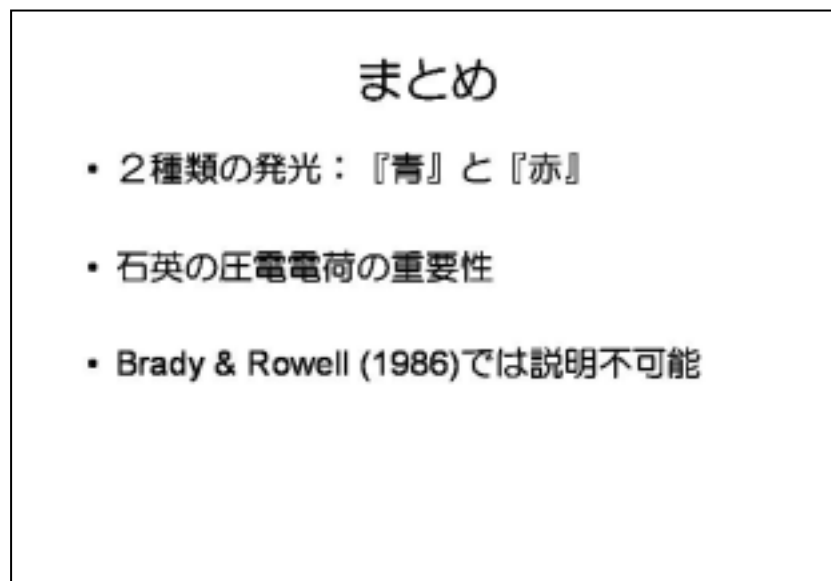 まとめ
・２種類の発光：『青』と『赤』
・石英の圧電電荷の重要性
・Brady & Rowell (1986)では説明不可能